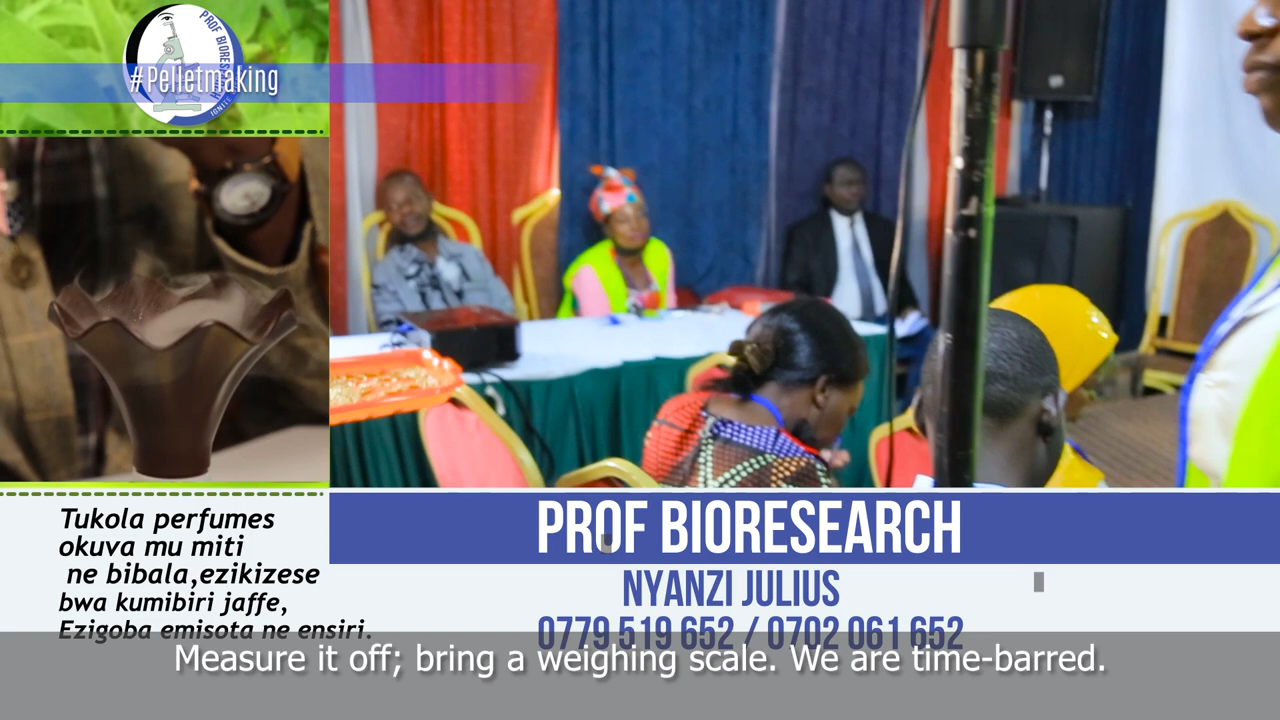 PROF BIORESEARCH
#Pelletmaking
Tukola perfumes
okuva mu miti
ne bibala,ezikizese
bwa kumibiri jaffe,
Ezigoba emisota ne ensiri.
PROF BIORESEARCH
NYANZI JULIUS
0779 519 652 / 0702 061 652
Measure it off; bring a weighing scale. We are time-barred.